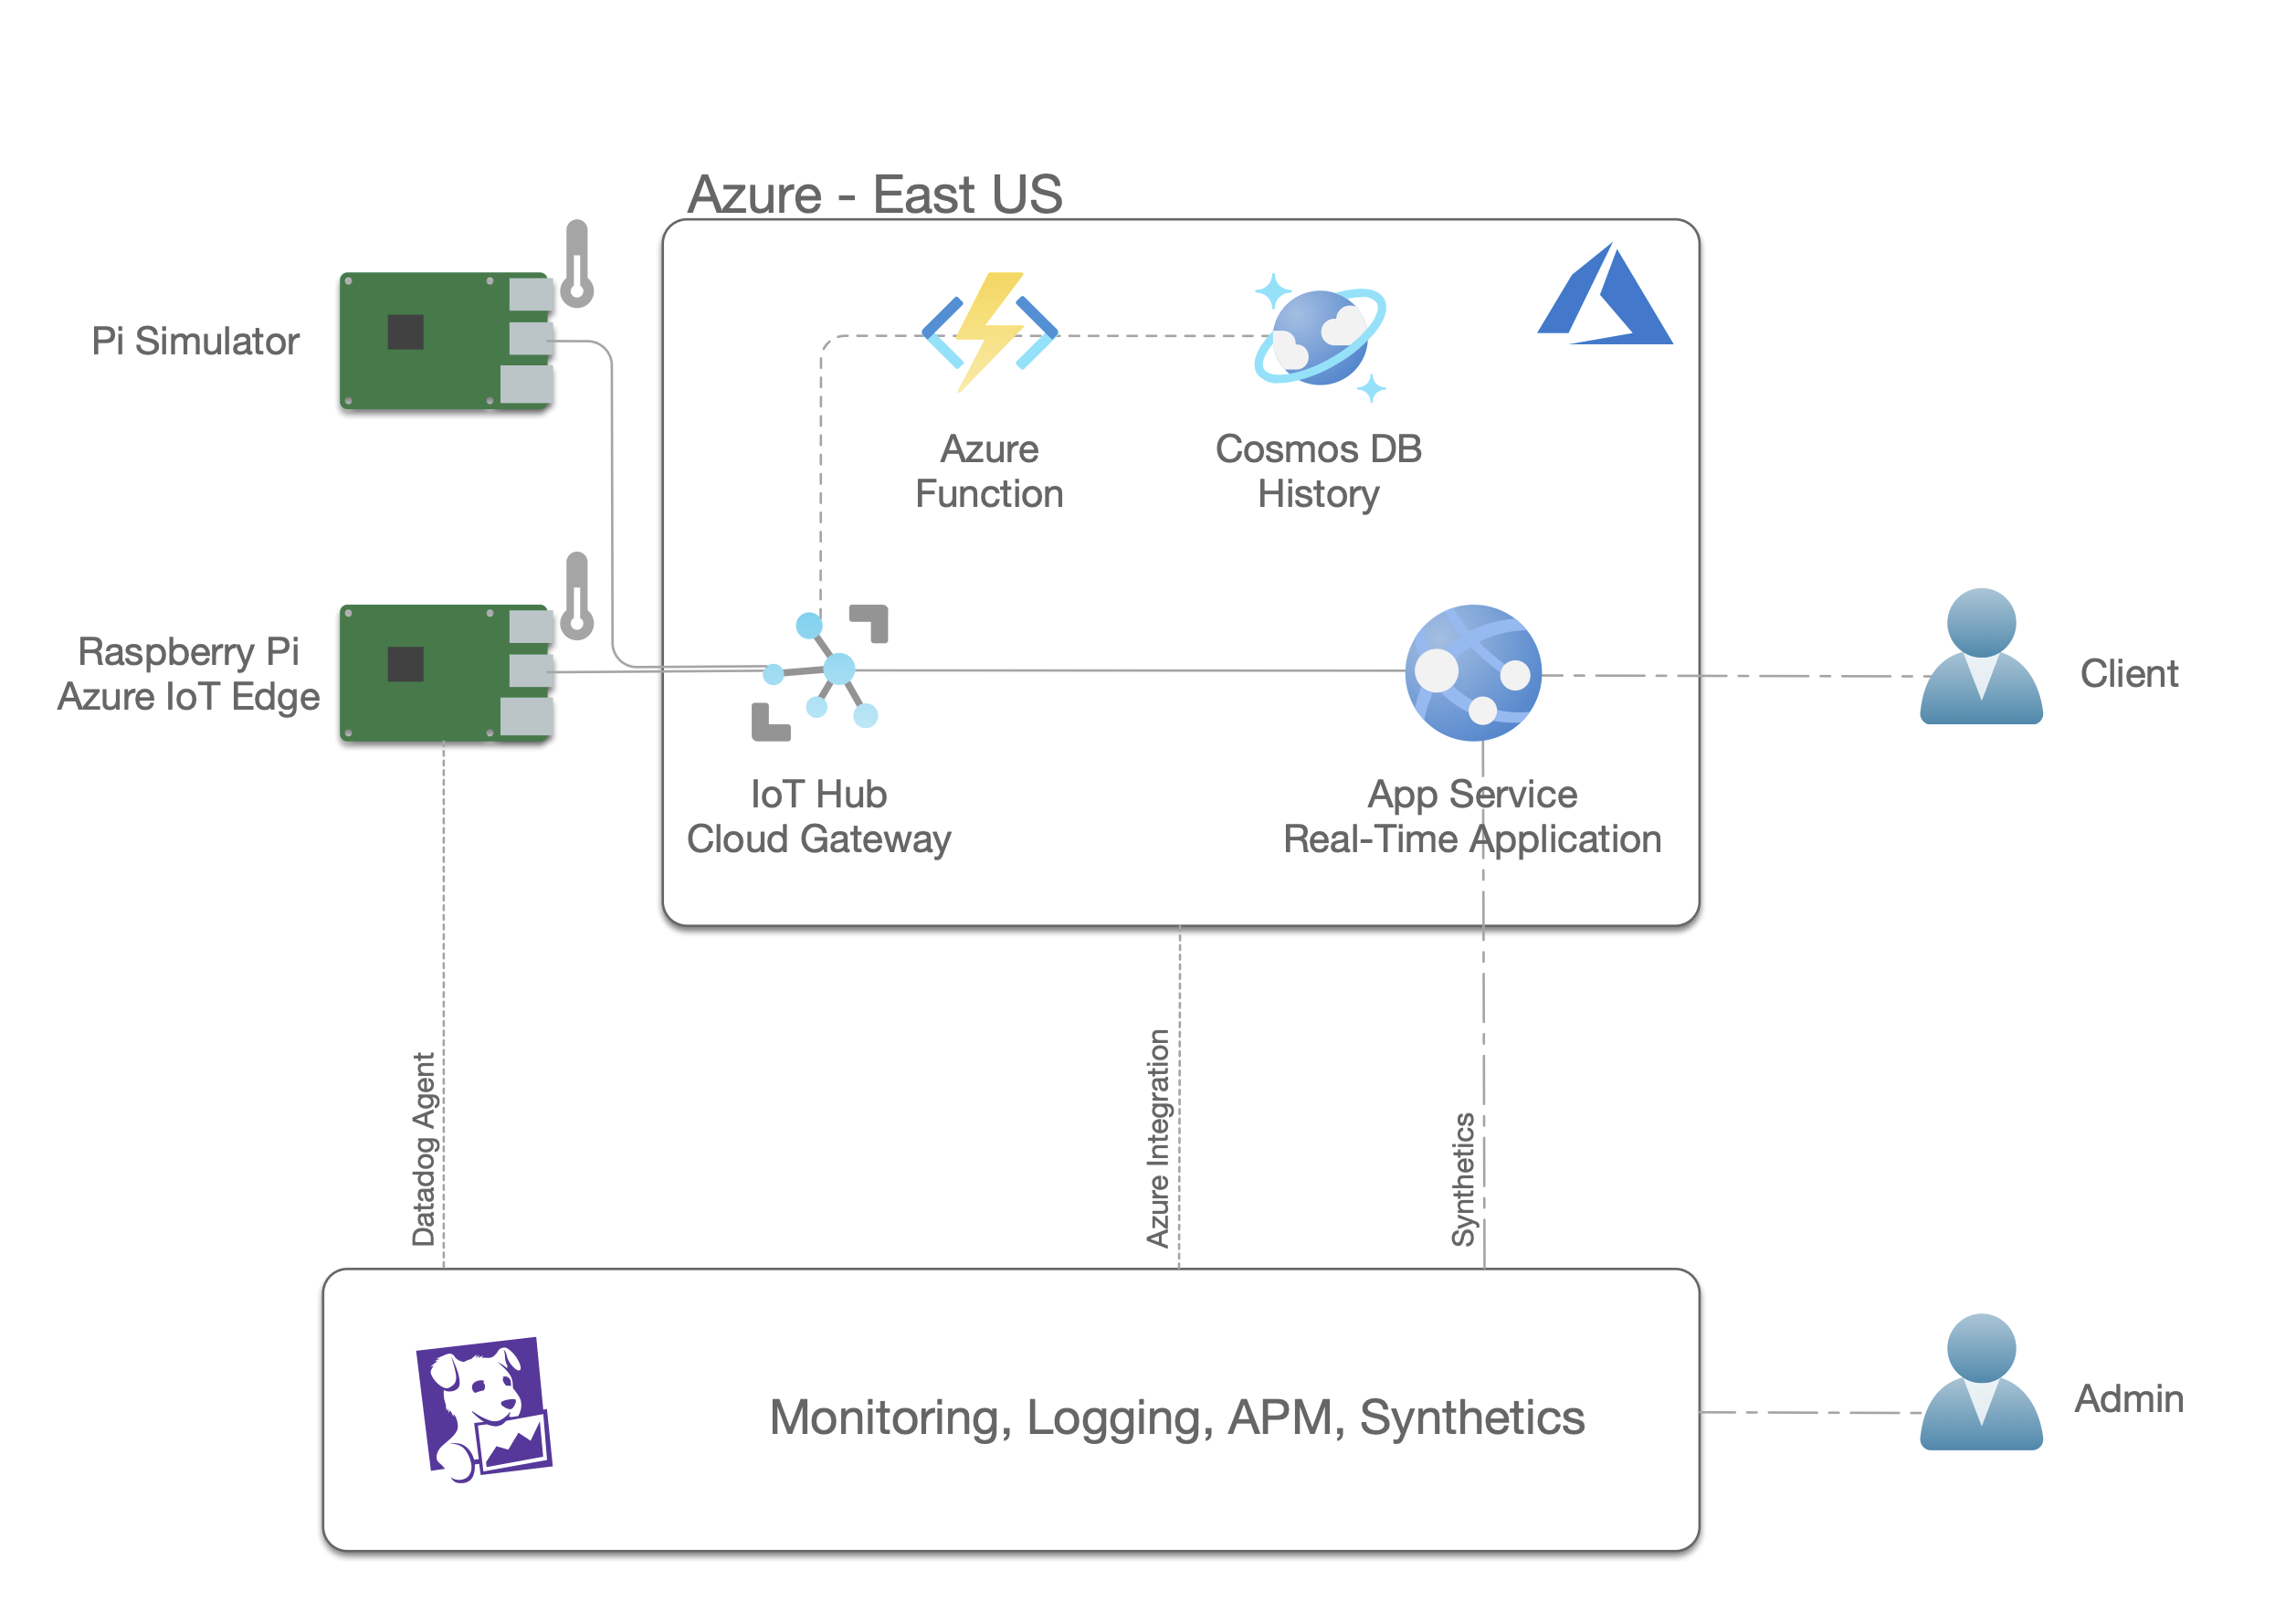 Azure - East US
Pi Simulator
Azure
Function
Cosmos DB
History
Raspberry Pi
Azure IoT Edge
Client
IoT Hub
Cloud Gateway
App Service
Real-Time Application
Datadog Agent
Azure Integration
Synthetics
Monitoring, Logging, APM, Synthetics
Admin